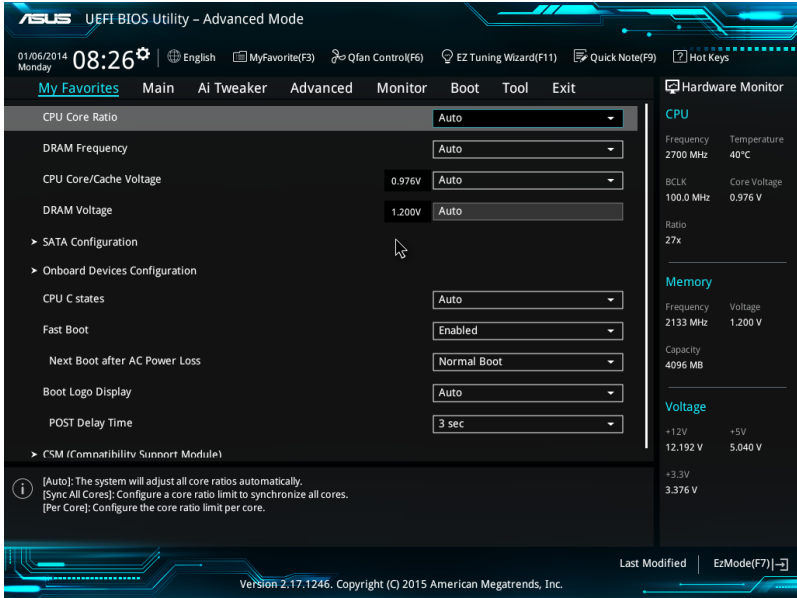 ASUS UEFI BIOS Utility – Advanced Mode
01/06/2014 Monday 08:26 English MyFavorite(F3) Qfan Control(F6) EZ Tuning Wizard(F11) Quick Note(F9) ? Hot Keys
My Favorites Main Ai Tweaker Advanced Monitor Boot Tool Exit
CPU Core Ratio Auto
DRAM Frequency Auto
CPU Core/Cache Voltage 0.976V Auto
DRAM Voltage 1.200V Auto
> SATA Configuration
> Onboard Devices Configuration
CPU C states Auto
Fast Boot Enabled
Next Boot after AC Power Loss Normal Boot
Boot Logo Display Auto
POST Delay Time 3 sec
> CSM (Compatibility Support Module)
[Auto]: The system will adjust all core ratios automatically.
[Sync All Cores]: Configure a core ratio limit to synchronize all cores.
[Per Core]: Configure the core ratio limit per core.
Hardware Monitor
CPU
Frequency Temperature
2700 MHz 40°C
BCLK Core Voltage
100.0 MHz 0.976 V
Ratio
27x
Memory
Frequency Voltage
2133 MHz 1.200 V
Capacity
4096 MB
Voltage
+12V +5V
12.192 V 5.040 V
+3.3V
3.376 V
Last Modified EzMode(F7)
Version 2.17.1246. Copyright (C) 2015 American Megatrends, Inc.